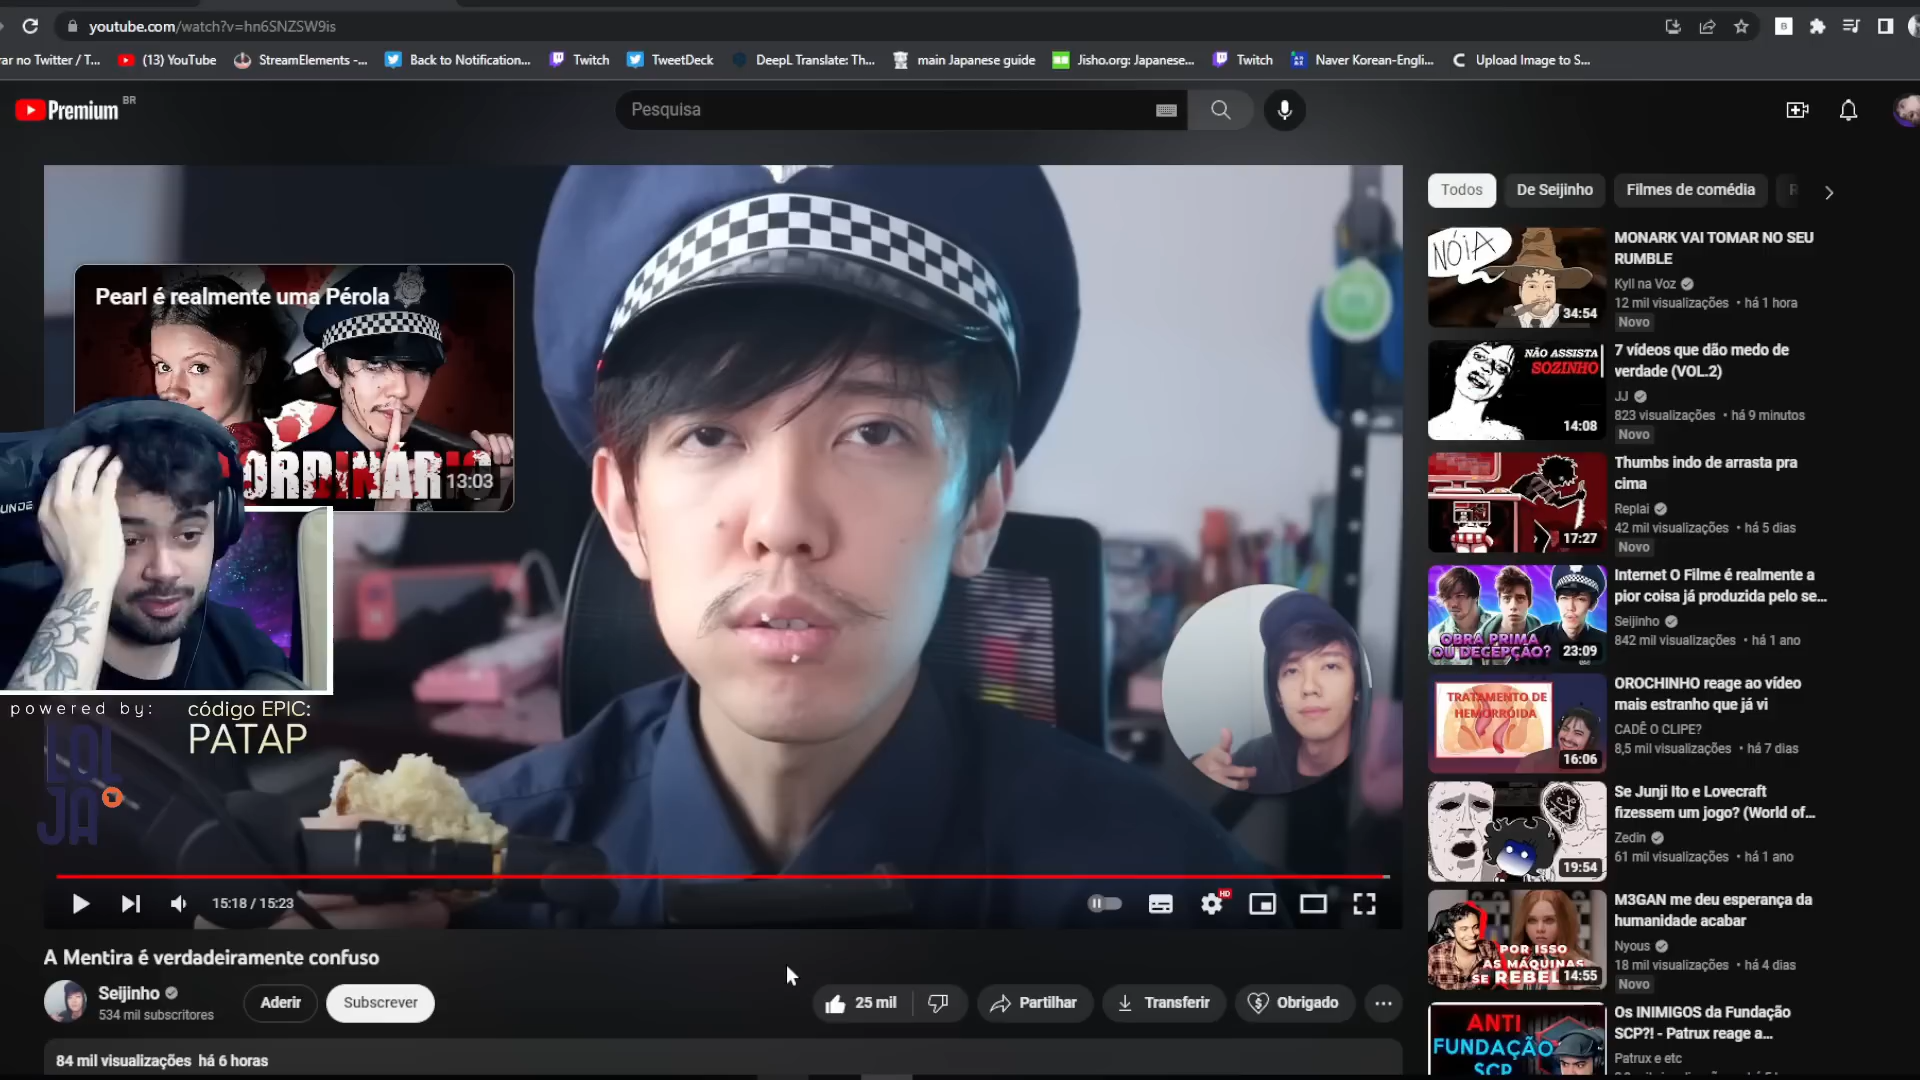 youtube.com/watch?v=hn6SNZSW9is
rar no Twitter / T...
(13) YouTube
StreamElements -...
Back to Notification...
Twitch
TweetDeck
DeepL Translate: Th...
main Japanese guide
Jisho.org: Japanese...
Twitch
Naver Korean-Engli...
Upload Image to S...
Premium BR
Pesquisa
Pearl é realmente uma Pérola
ORDINÁRIO
13:03
powered by:
LOL
JA
código EPIC:
PATAP
15:18 / 15:23
HD
A Mentira é verdadeiramente confuso
Seijinho
534 mil subscritores
Aderir
Subscrever
25 mil
Partilhar
Transferir
Obrigado
84 mil visualizações há 6 horas
Todos
De Seijinho
Filmes de comédia
NÓIA
34:54
MONARK VAI TOMAR NO SEU
RUMBLE
Kyll na Voz
12 mil visualizações • há 1 hora
Novo
NÃO ASSISTA
SOZINHO
14:08
7 vídeos que dão medo de
verdade (VOL.2)
JJ
823 visualizações • há 9 minutos
Novo
17:27
Thumbs indo de arrasta pra
cima
Replai
42 mil visualizações • há 5 dias
Novo
OBRA PRIMA
OU DECEPÇÃO?
23:09
Internet O Filme é realmente a
pior coisa já produzida pelo se...
Seijinho
842 mil visualizações • há 1 ano
TRATAMENTO DE
HEMORRÓIDA
16:06
OROCHINHO reage ao vídeo
mais estranho que já vi
CADÊ O CLIPE?
8,5 mil visualizações • há 7 dias
19:54
Se Junji Ito e Lovecraft
fizessem um jogo? (World of...
Zedin
61 mil visualizações • há 1 ano
POR ISSO
AS MÁQUINAS
SE REBEL
14:55
M3GAN me deu esperança da
humanidade acabar
Nyous
18 mil visualizações • há 4 dias
Novo
ANTI
FUNDAÇÃO
SCP
Os INIMIGOS da Fundação
SCP?! - Patrux reage a...
Patrux e etc